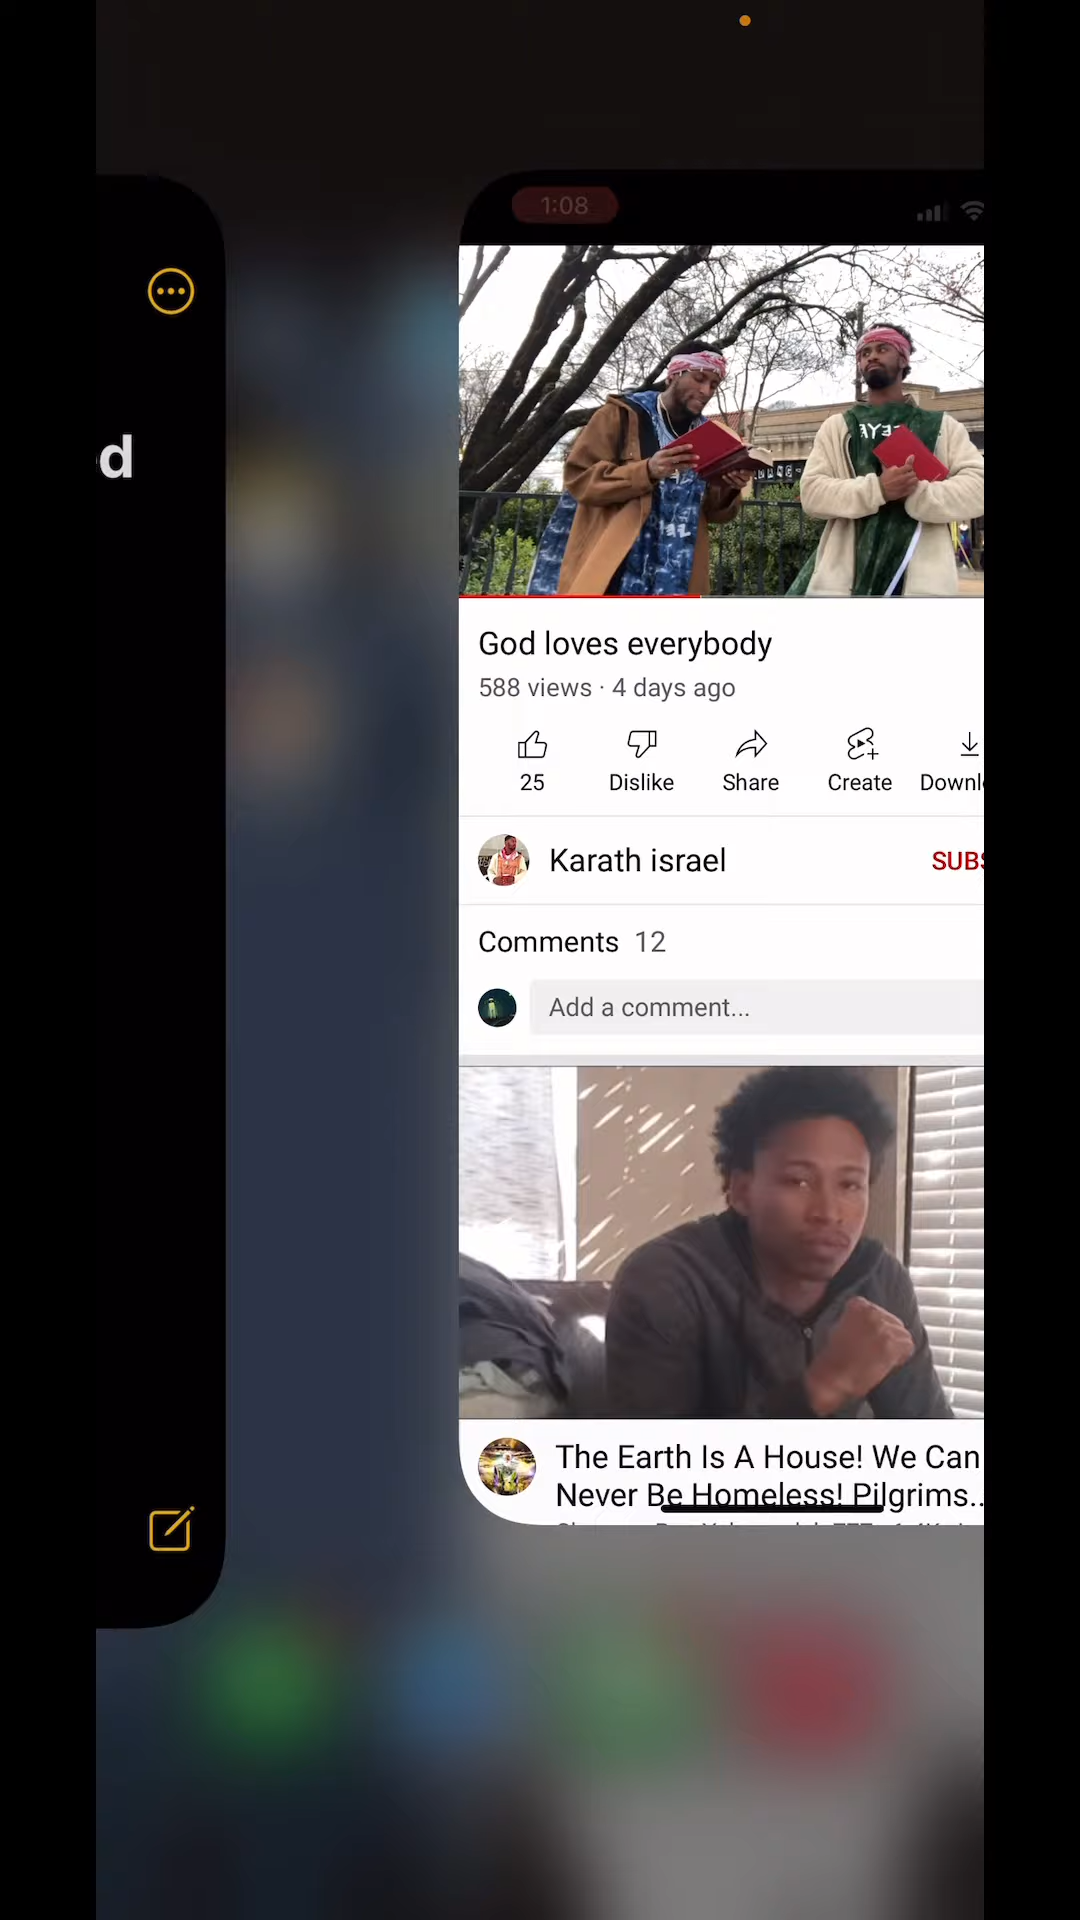 d
1:08
God loves everybody
588 views · 4 days ago
25
Dislike
Share
Create
Downl
Karath israel
SUBS
Comments 12
Add a comment...
The Earth Is A House! We Can
Never Be Homeless! Pilgrims..